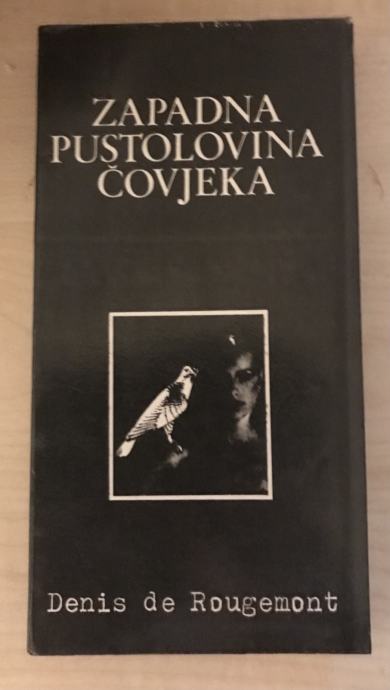 ZAPADNA
PUSTOLOVINA
ČOVJEKA
Denis de Rougemont